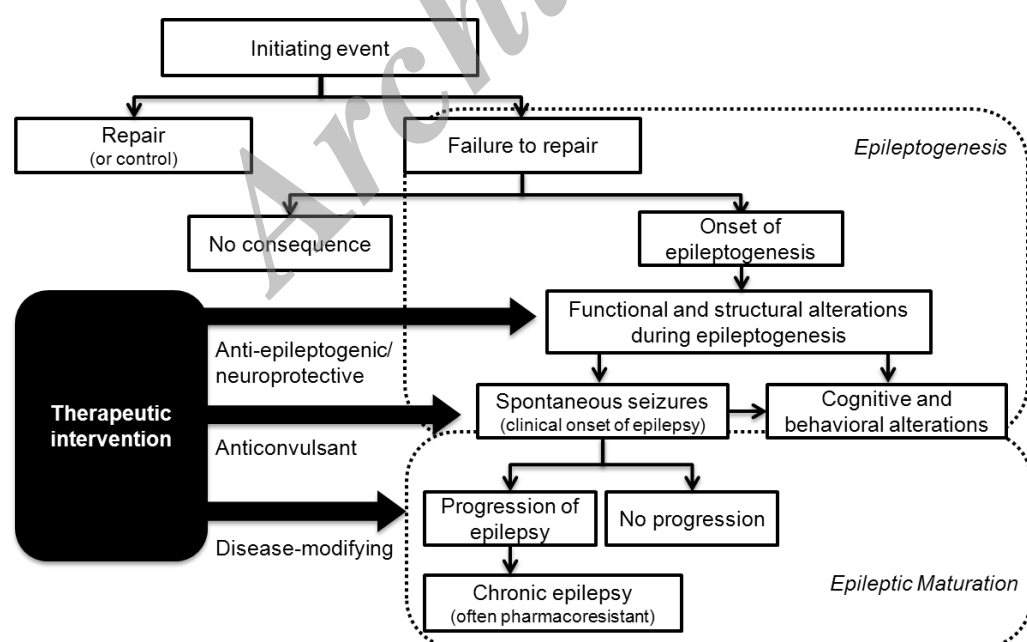 Initiating event
Repair
(or control)
Failure to repair
Epileptogenesis
No consequence
Onset of
epileptogenesis
Functional and structural alterations
during epileptogenesis
Anti-epileptogenic/
neuroprotective
Therapeutic
intervention
Spontaneous seizures
(clinical onset of epilepsy)
Cognitive and
behavioral alterations
Anticonvulsant
Progression of
epilepsy
No progression
Disease-modifying
Chronic epilepsy
(often pharmacoresistant)
Epileptic Maturation